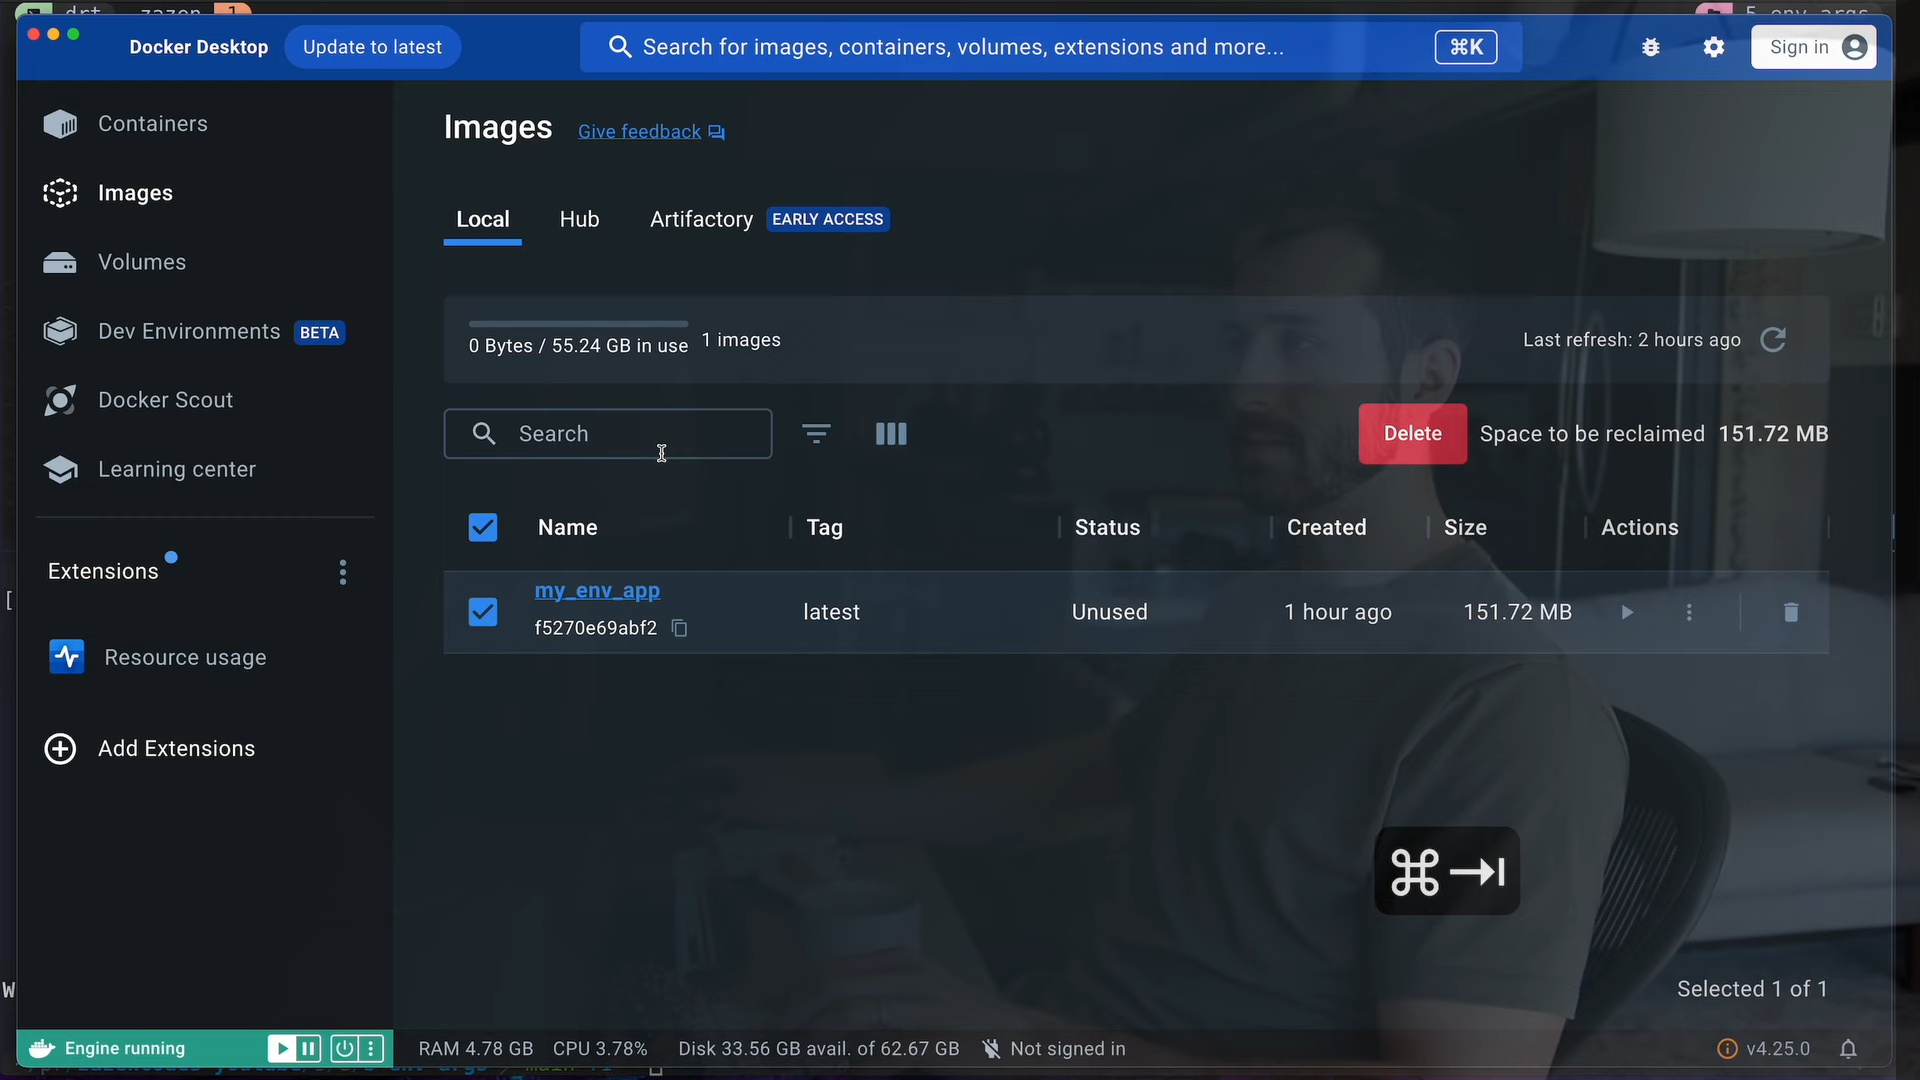 Docker Desktop
Update to latest
Search for images, containers, volumes, extensions and more...
⌘K
Sign in
Containers
Images
Volumes
Dev Environments BETA
Docker Scout
Learning center
Extensions
Resource usage
Add Extensions
Images
Give feedback
Local
Hub
Artifactory EARLY ACCESS
0 Bytes / 55.24 GB in use
1 images
Last refresh: 2 hours ago
Search
Delete
Space to be reclaimed 151.72 MB
Name
Tag
Status
Created
Size
Actions
my_env_app
f5270e69abf2
latest
Unused
1 hour ago
151.72 MB
Selected 1 of 1
Engine running
RAM 4.78 GB
CPU 3.78%
Disk 33.56 GB avail. of 62.67 GB
Not signed in
v4.25.0